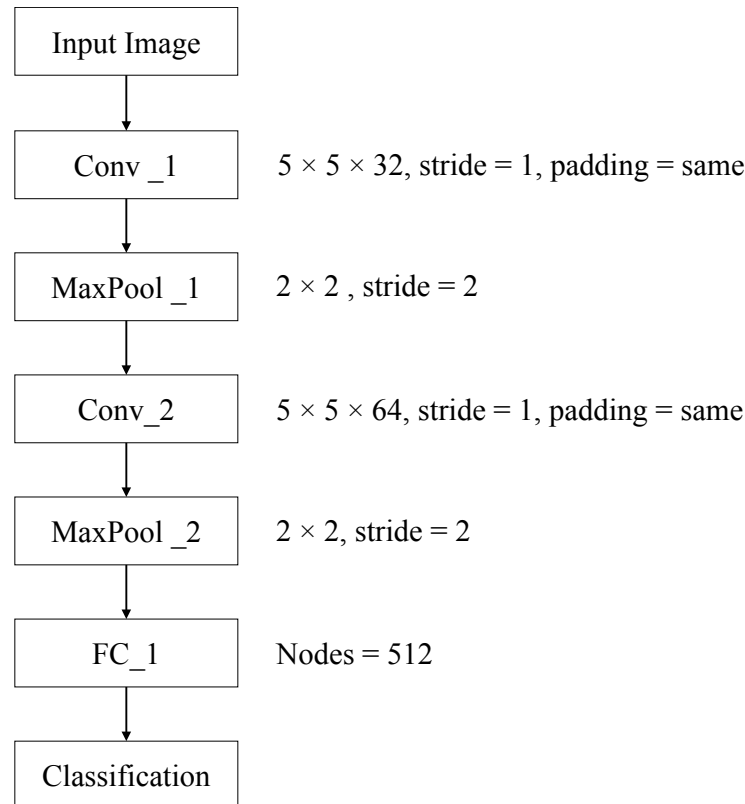 Input Image
Conv _1
5 × 5 × 32, stride = 1, padding = same
MaxPool _1
2 × 2 , stride = 2
Conv_2
5 × 5 × 64, stride = 1, padding = same
MaxPool _2
2 × 2, stride = 2
FC_1
Nodes = 512
Classification